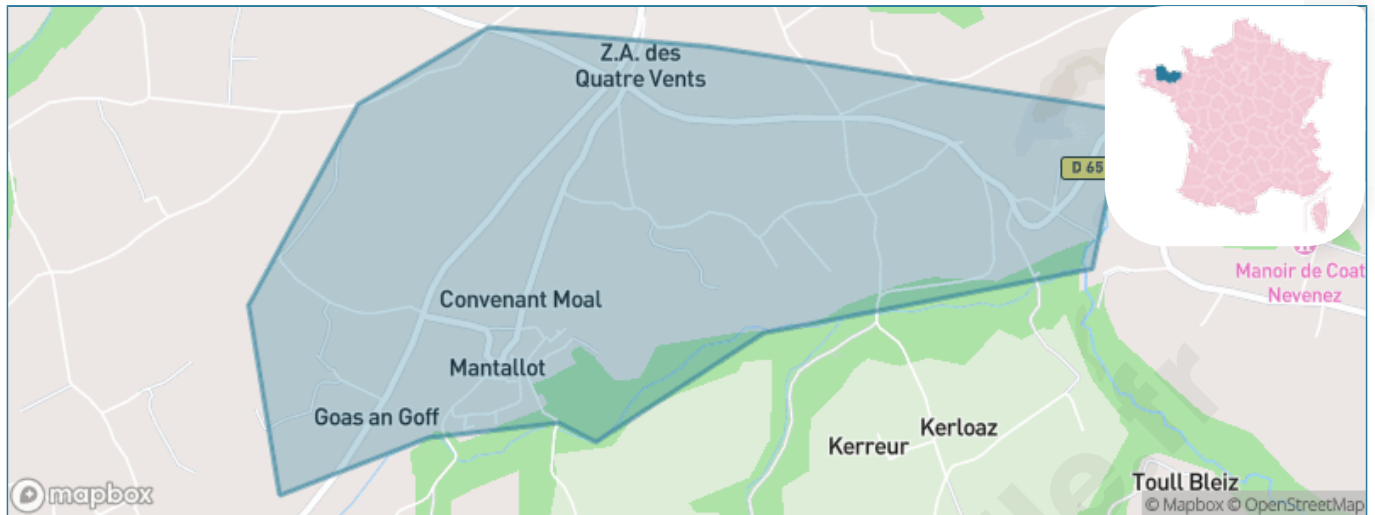 Z.A. des
Quatre Vents
D 65
Manoir de Coat
Nevenez
Convenant Moal
Mantallot
Goas an Goff
Kerloaz
Kerreur
Toull Bleiz
mapbox
© Mapbox © OpenStreetMap